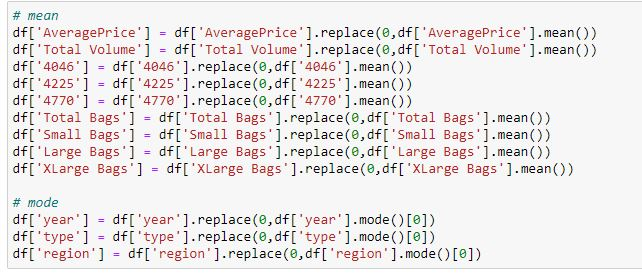 # mean
df['AveragePrice'] = df['AveragePrice'].replace(0,df['AveragePrice'].mean())
df['Total Volume'] = df['Total Volume'].replace(0,df['Total Volume'].mean())
df['4046'] = df['4046'].replace(0,df['4046'].mean())
df['4225'] = df['4225'].replace(0,df['4225'].mean())
df['4770'] = df['4770'].replace(0,df['4770'].mean())
df['Total Bags'] = df['Total Bags'].replace(0,df['Total Bags'].mean())
df['Small Bags'] = df['Small Bags'].replace(0,df['Small Bags'].mean())
df['Large Bags'] = df['Large Bags'].replace(0,df['Large Bags'].mean())
df['XLarge Bags'] = df['XLarge Bags'].replace(0,df['XLarge Bags'].mean())
# mode
df['year'] = df['year'].replace(0,df['year'].mode()[0])
df['type'] = df['type'].replace(0,df['type'].mode()[0])
df['region'] = df['region'].replace(0,df['region'].mode()[0])